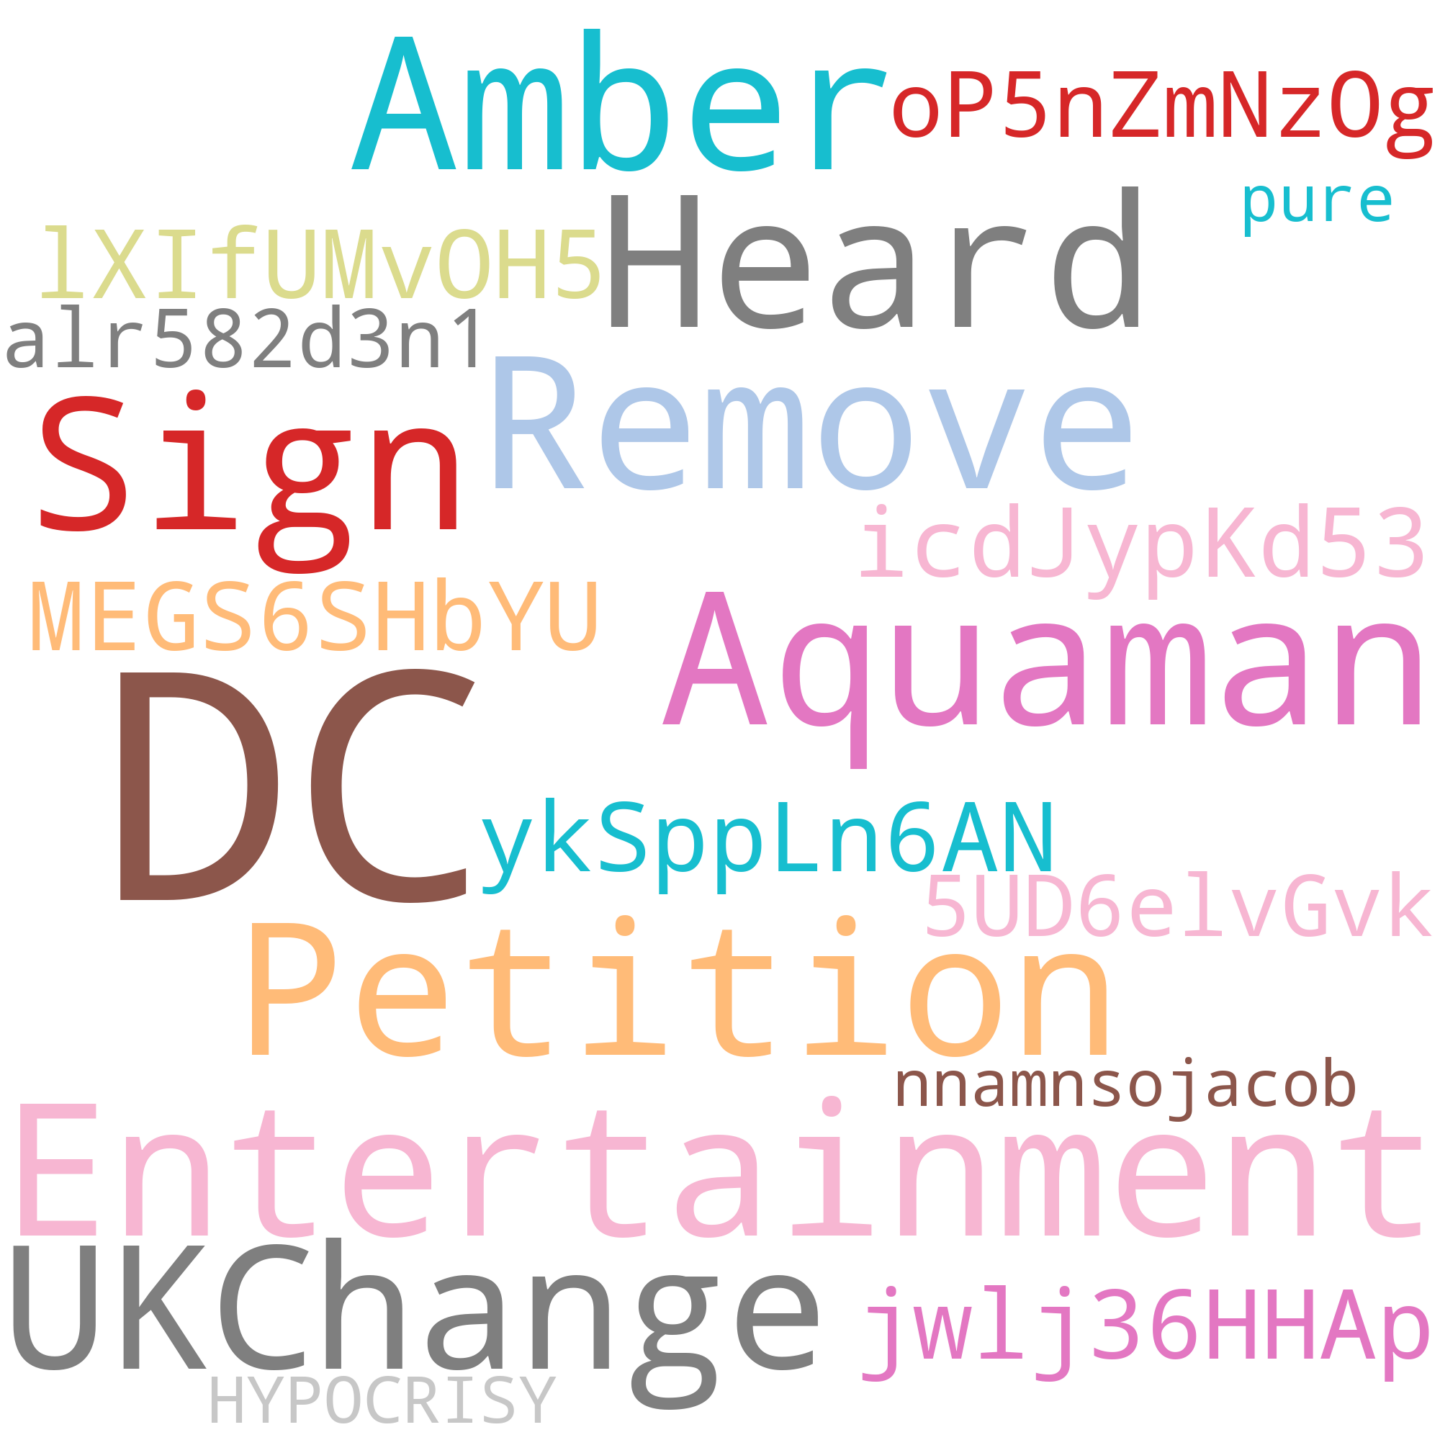 Amber
oP5nZmNzOg
pure
Heard
lXIfUMvOH5
alr582d3n1
Remove
Sign
icdJypKd53
MEGS6SHbYU
Aquaman
DC
ykSppLn6AN
5UD6elvGvk
Petition
nnamnsojacob
Entertainment
UKChange
jwlj36HHAp
HYPOCRISY